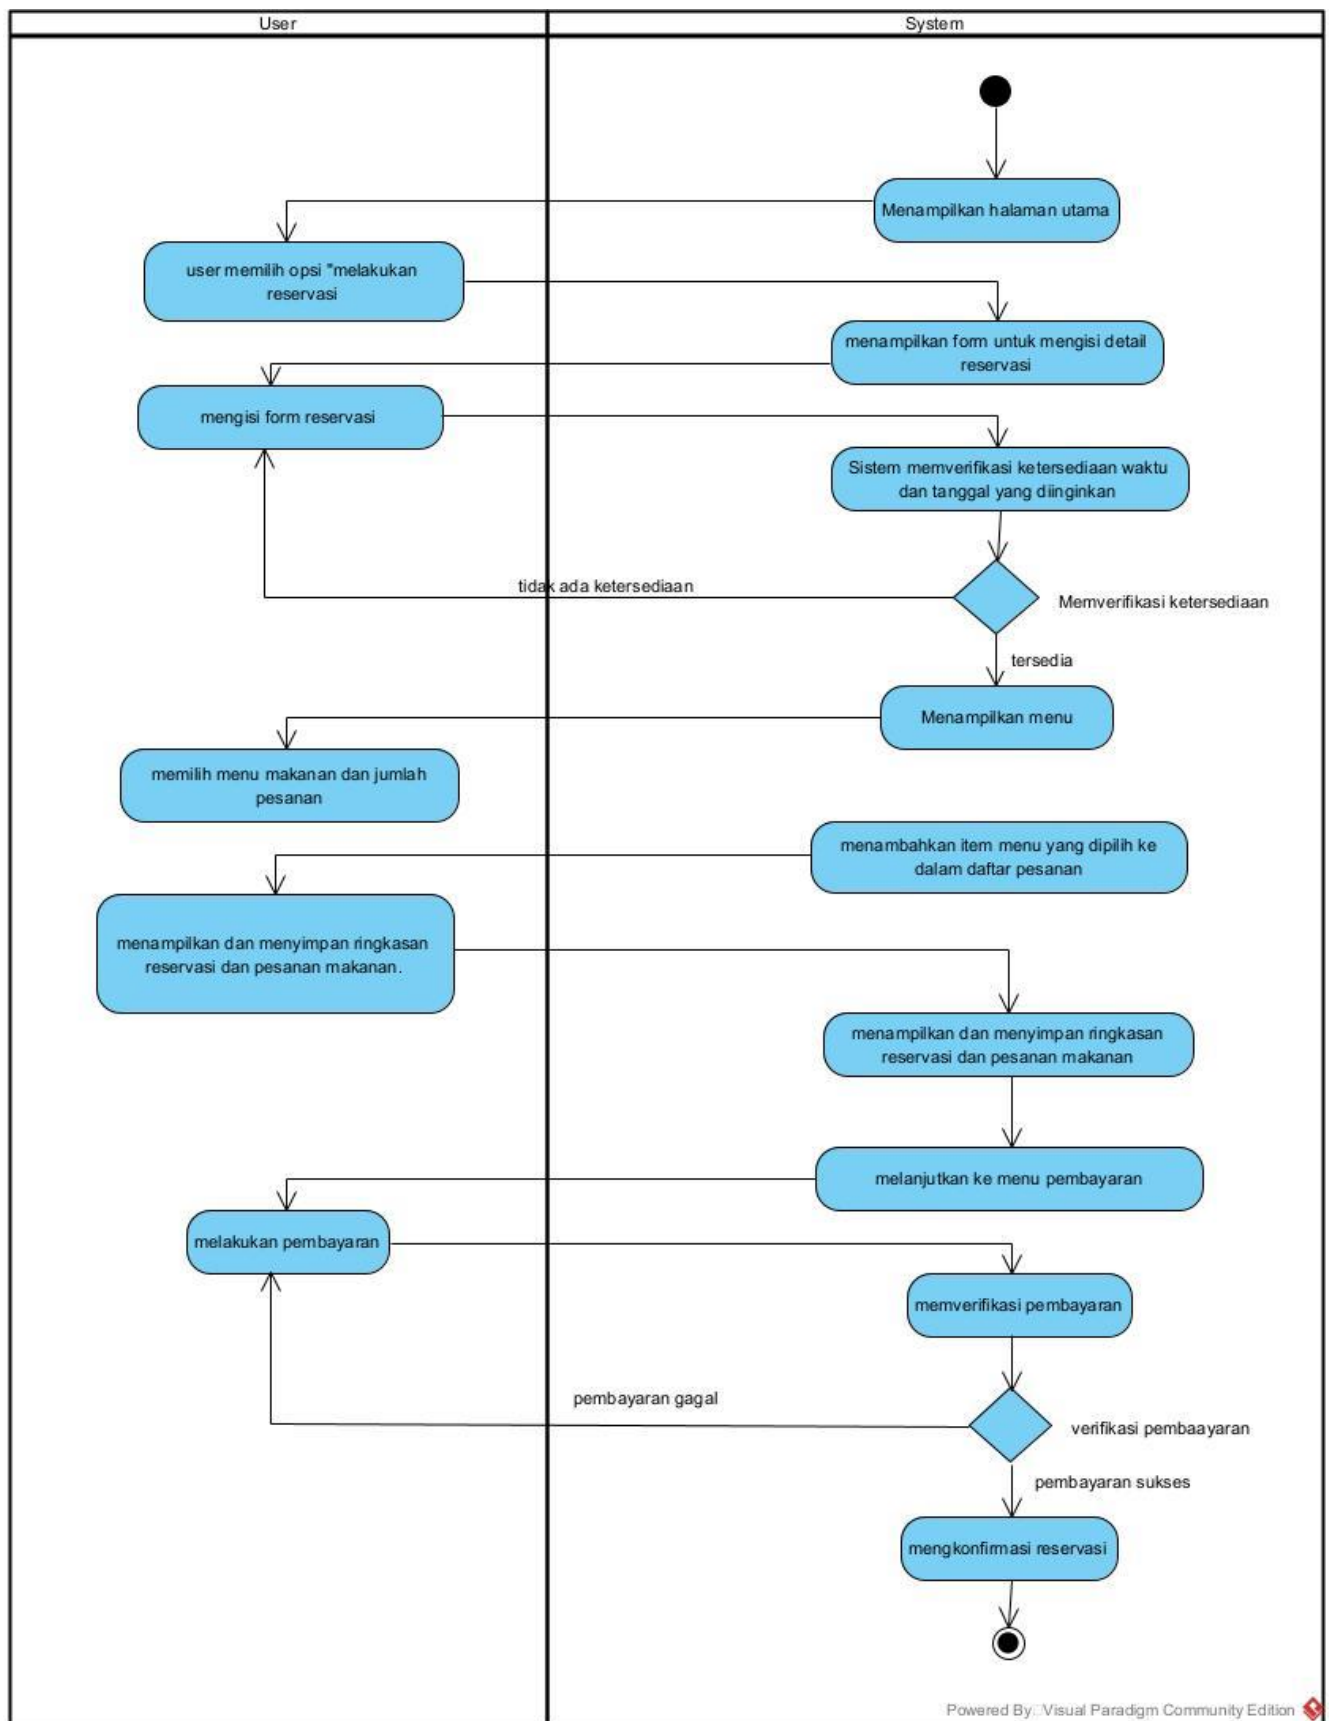 User
System
Menampilkan halaman utama
user memilih opsi "melakukan
reservasi
menampilkan form untuk mengisi detail
reservasi
mengisi form reservasi
Sistem memverifikasi ketersediaan waktu
dan tanggal yang diinginkan
tidak ada ketersediaan
Memverifikasi ketersediaan
tersedia
Menampilkan menu
memilih menu makanan dan jumlah
pesanan
menambahkan item menu yang dipilih ke
dalam daftar pesanan
menampilkan dan menyimpan ringkasan
reservasi dan pesanan makanan.
menampilkan dan menyimpan ringkasan
reservasi dan pesanan makanan
melanjutkan ke menu pembayaran
melakukan pembayaran
memverifikasi pembayaran
pembayaran gagal
verifikasi pembaayaran
pembayaran sukses
mengkonfirmasi reservasi
Powered By Visual Paradigm Community Edition